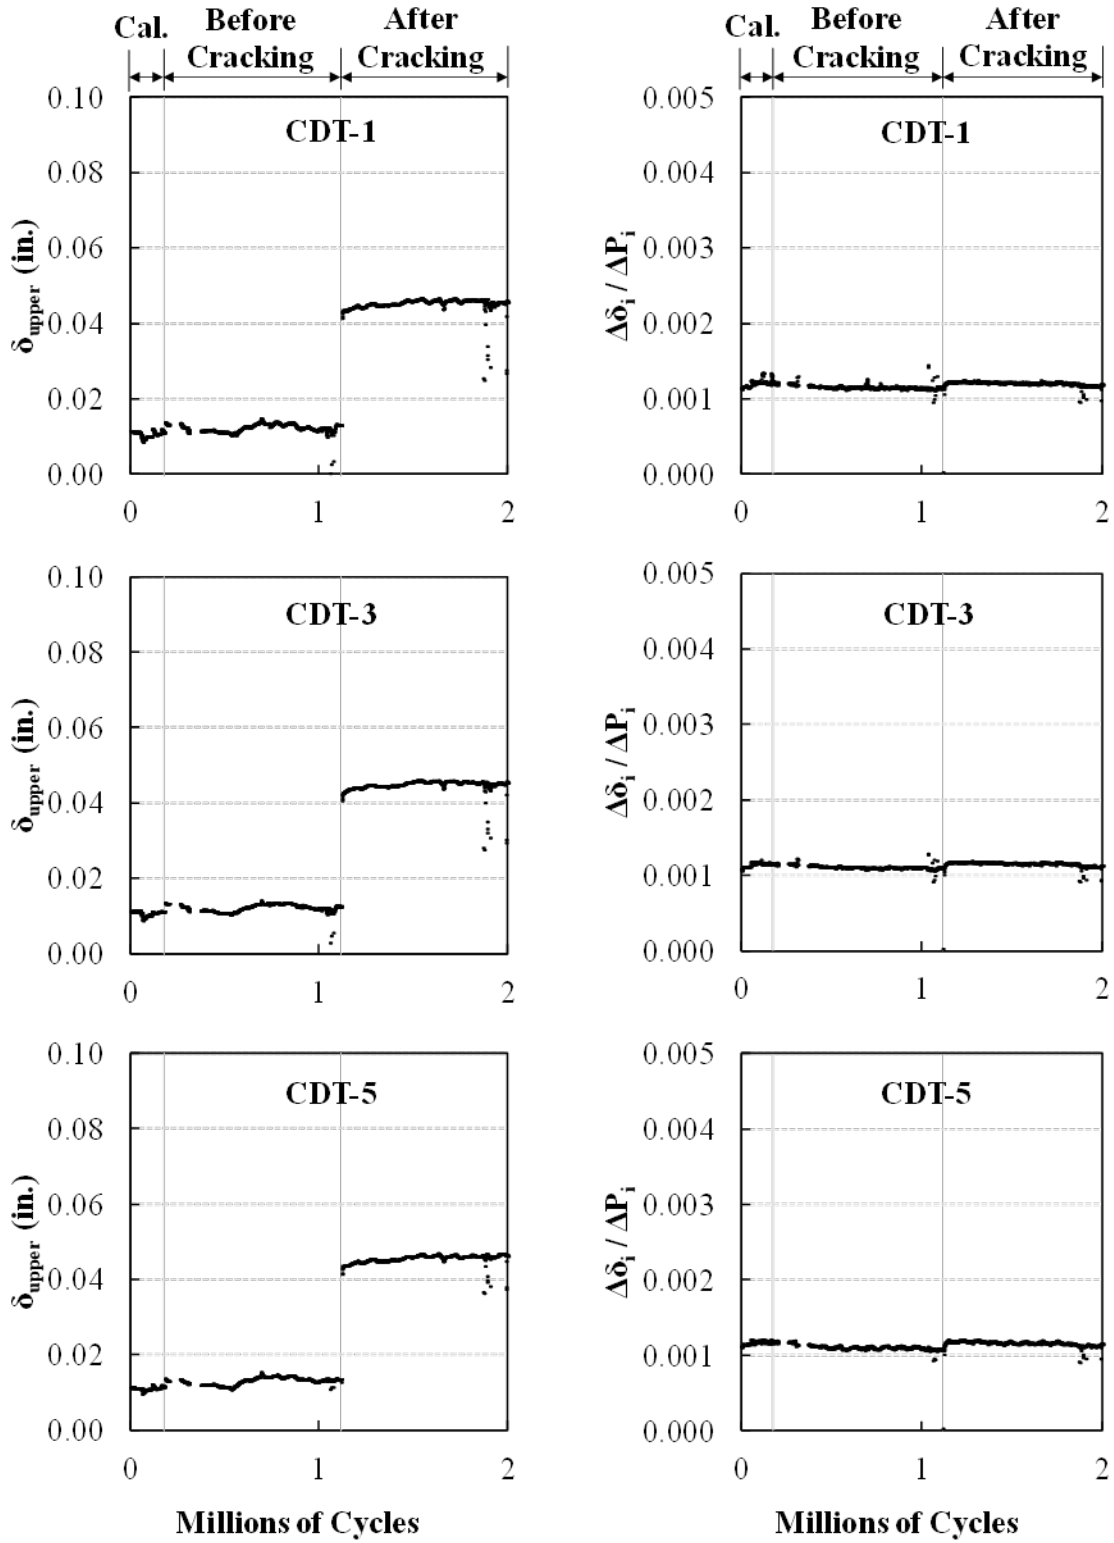 Cal. Before Cracking After Cracking
Cal. Before Cracking After Cracking
CDT-1
δupper (in.)
0.10
0.08
0.06
0.04
0.02
0.00
0 1 2
CDT-1
Δδi / ΔPi
0.005
0.004
0.003
0.002
0.001
0.000
0 1 2
CDT-3
δupper (in.)
0.10
0.08
0.06
0.04
0.02
0.00
0 1 2
CDT-3
Δδi / ΔPi
0.005
0.004
0.003
0.002
0.001
0.000
0 1 2
CDT-5
δupper (in.)
0.10
0.08
0.06
0.04
0.02
0.00
0 1 2
Millions of Cycles
CDT-5
Δδi / ΔPi
0.005
0.004
0.003
0.002
0.001
0.000
0 1 2
Millions of Cycles